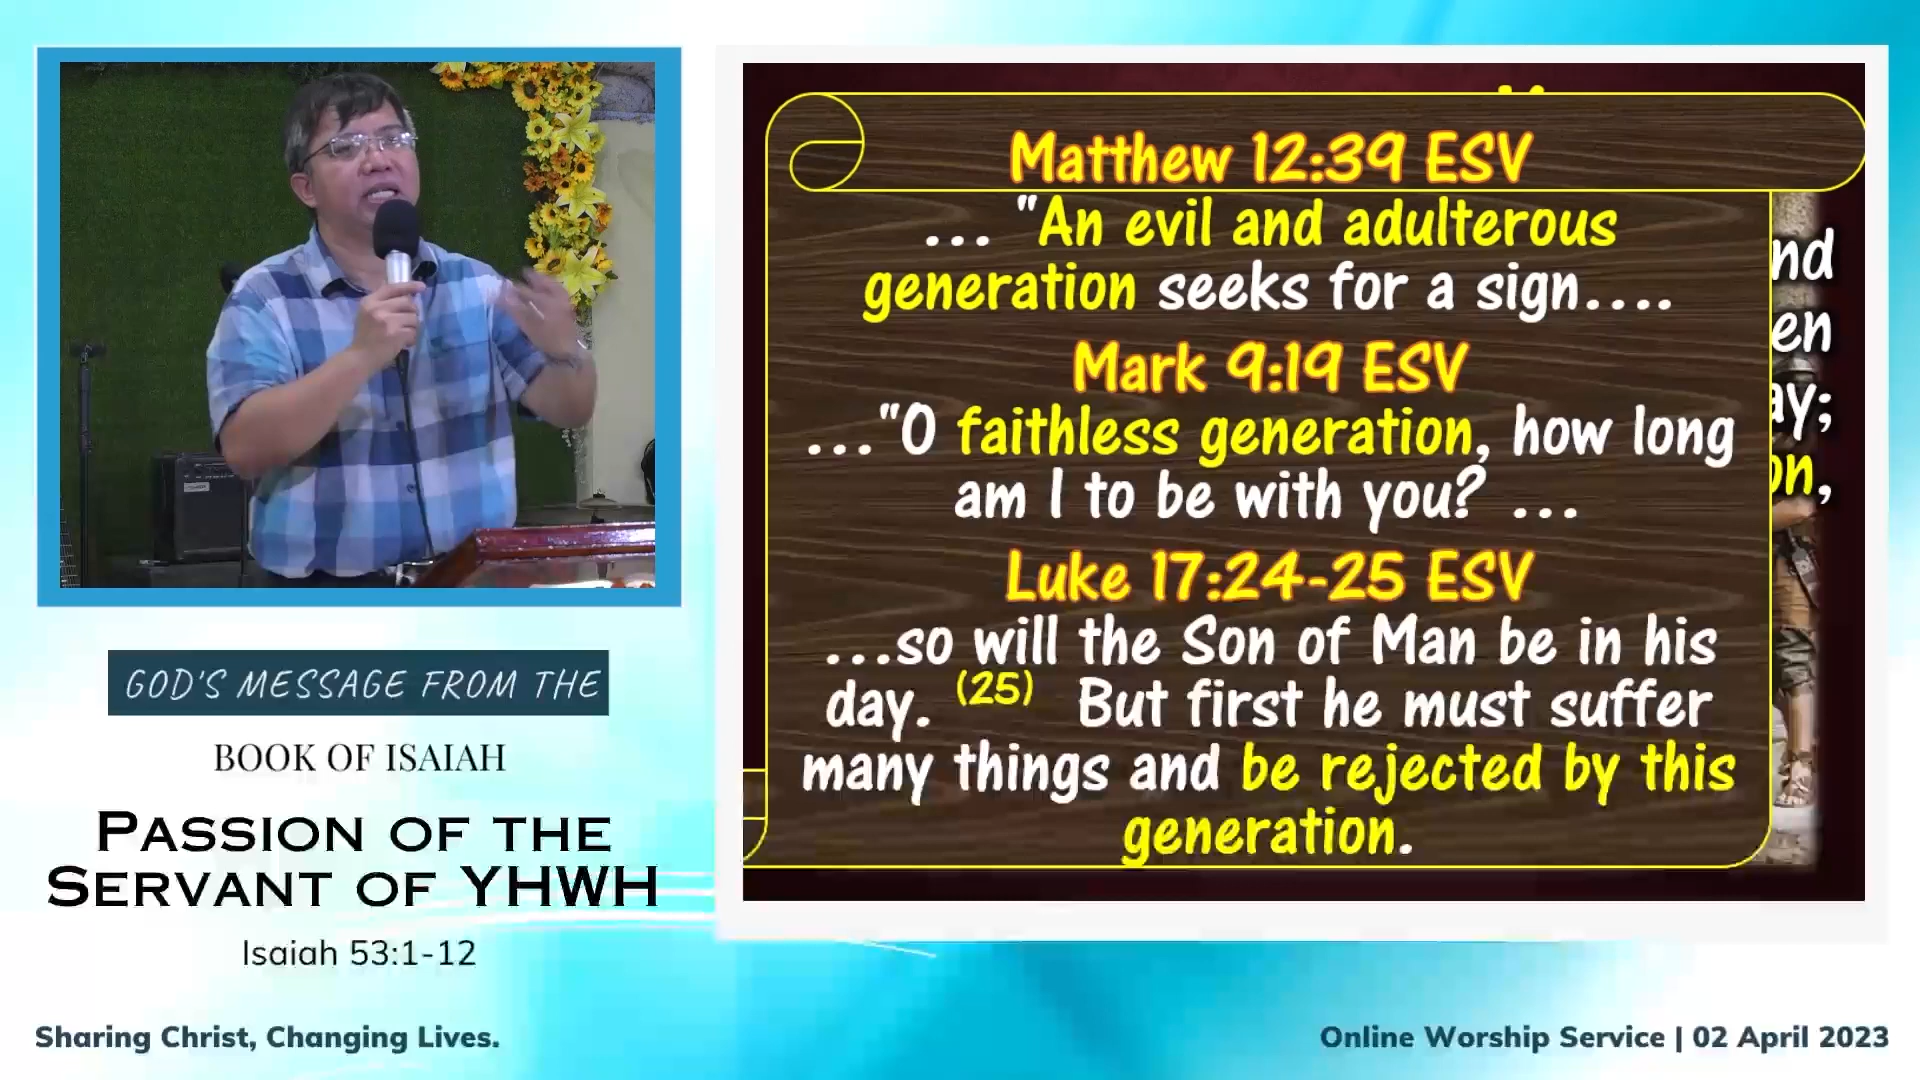 GOD'S MESSAGE FROM THE
BOOK OF ISAIAH
PASSION OF THE
SERVANT OF YHWH
Isaiah 53:1-12
Matthew 12:39 ESV
... "An evil and adulterous
generation seeks for a sign....
Mark 9:19 ESV
..."O faithless generation, how long
am I to be with you? ...
Luke 17:24-25 ESV
...so will the Son of Man be in his
day. (25) But first he must suffer
many things and be rejected by this
generation.
Sharing Christ, Changing Lives.
Online Worship Service | 02 April 2023